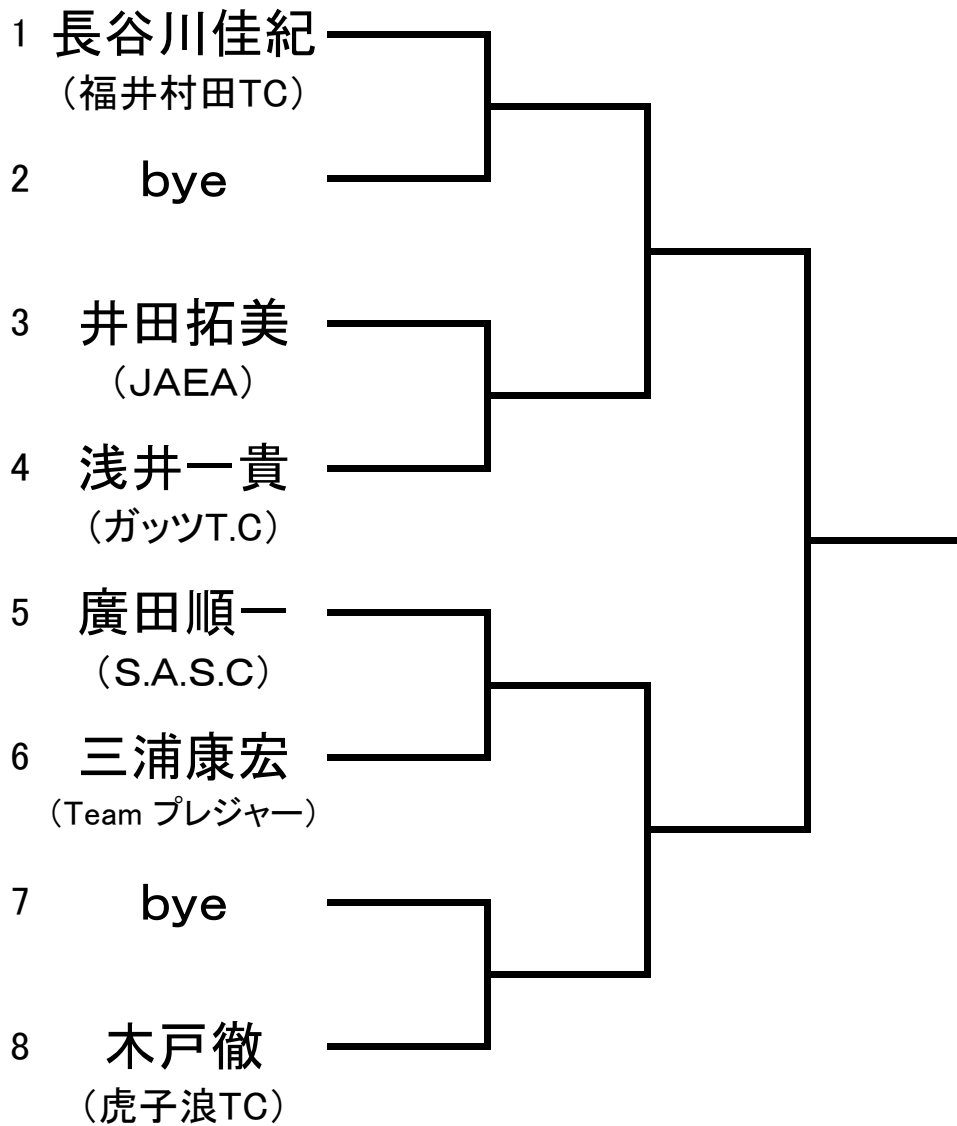 1 長谷川佳紀
（福井村田TC）
2 bye
3 井田拓美
（JAEA）
4 浅井一貴
（ガッツT.C）
5 廣田順一
（S.A.S.C）
6 三浦康宏
（Team プレジャー）
7 bye
8 木戸徹
（虎子浪TC）